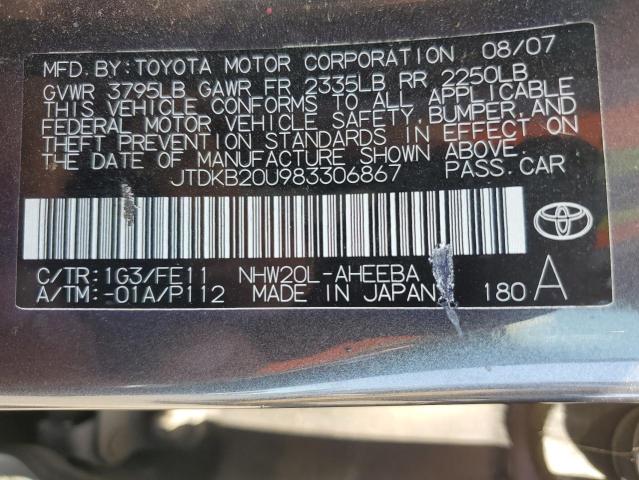 MFD. BY: TOYOTA MOTOR CORPORATION 08/07
GVWR 3795LB GAWR FR 2335LB RR 2250LB
THIS VEHICLE CONFORMS TO ALL APPLICABLE
FEDERAL MOTOR VEHICLE SAFETY, BUMPER, AND
THEFT PREVENTION STANDARDS IN EFFECT ON
THE DATE OF MANUFACTURE SHOWN ABOVE.
JTDKB20U983306867 PASS. CAR
C/TR: 1G3/FE11 NHW20L-AHEEBA
A/TM: -01A/P112 MADE IN JAPAN 180 A